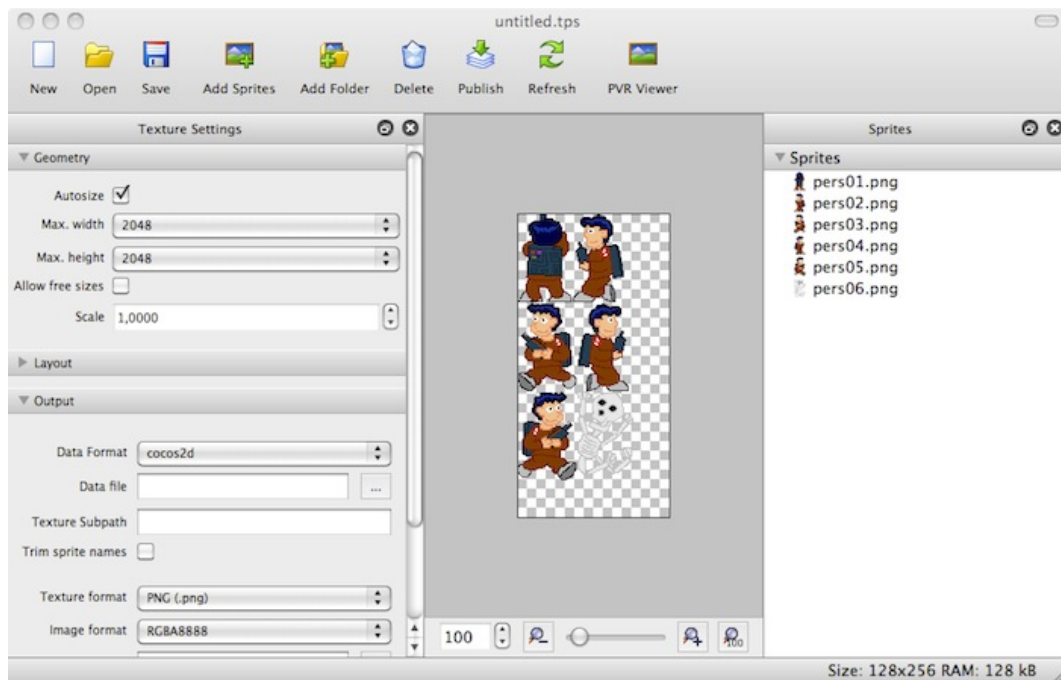 untitled.tps
New Open Save Add Sprites Add Folder Delete Publish Refresh PVR Viewer
Texture Settings
Geometry
Autosize
Max. width 2048
Max. height 2048
Allow free sizes
Scale 1,0000
Layout
Output
Data Format cocos2d
Data file ...
Texture Subpath
Trim sprite names
Texture format PNG (.png)
Image format RGBA8888
100
100
Sprites
Sprites
pers01.png
pers02.png
pers03.png
pers04.png
pers05.png
pers06.png
Size: 128x256 RAM: 128 kB